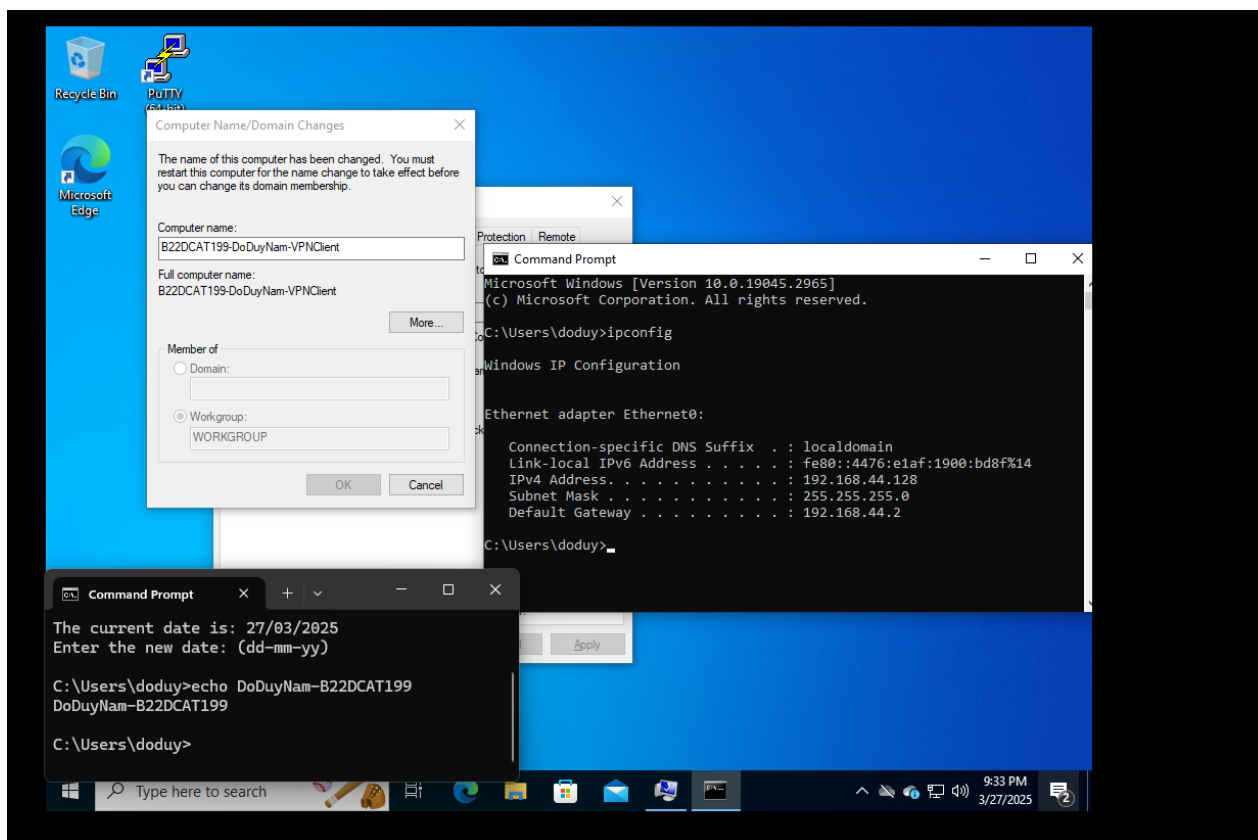 Recycle Bin
PuTTY
(64-bit)
Microsoft
Edge
Computer Name/Domain Changes
The name of this computer has been changed.  You must
restart this computer for the name change to take effect before
you can change its domain membership.
Computer name:
B22DCAT199-DoDuyNam-VPNClient
Full computer name:
B22DCAT199-DoDuyNam-VPNClient
More...
Member of
Domain:
Workgroup:
WORKGROUP
OK
Cancel
Protection
Remote
Apply
Command Prompt
Microsoft Windows [Version 10.0.19045.2965]
(c) Microsoft Corporation. All rights reserved.
C:\Users\doduy>ipconfig
Windows IP Configuration
Ethernet adapter Ethernet0:
Connection-specific DNS Suffix  . : localdomain
Link-local IPv6 Address . . . . . : fe80::4476:e1af:1900:bd8f%14
IPv4 Address. . . . . . . . . . . : 192.168.44.128
Subnet Mask . . . . . . . . . . . : 255.255.255.0
Default Gateway . . . . . . . . . : 192.168.44.2
C:\Users\doduy>
Command Prompt
The current date is: 27/03/2025
Enter the new date: (dd-mm-yy)
C:\Users\doduy>echo DoDuyNam-B22DCAT199
DoDuyNam-B22DCAT199
C:\Users\doduy>
Type here to search
9:33 PM
3/27/2025
2